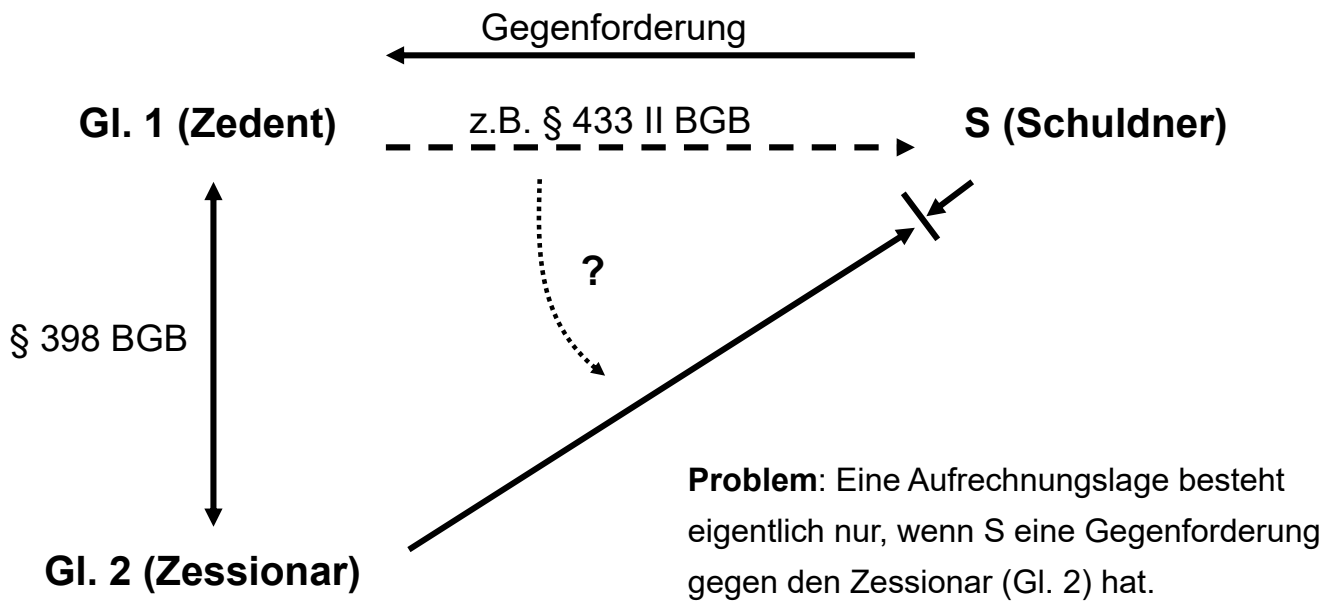 Gegenforderung
Gl. 1 (Zedent)
z.B. § 433 II BGB
S (Schuldner)
?
§ 398 BGB
Problem: Eine Aufrechnungslage besteht
eigentlich nur, wenn S eine Gegenforderung
gegen den Zessionar (Gl. 2) hat.
Gl. 2 (Zessionar)